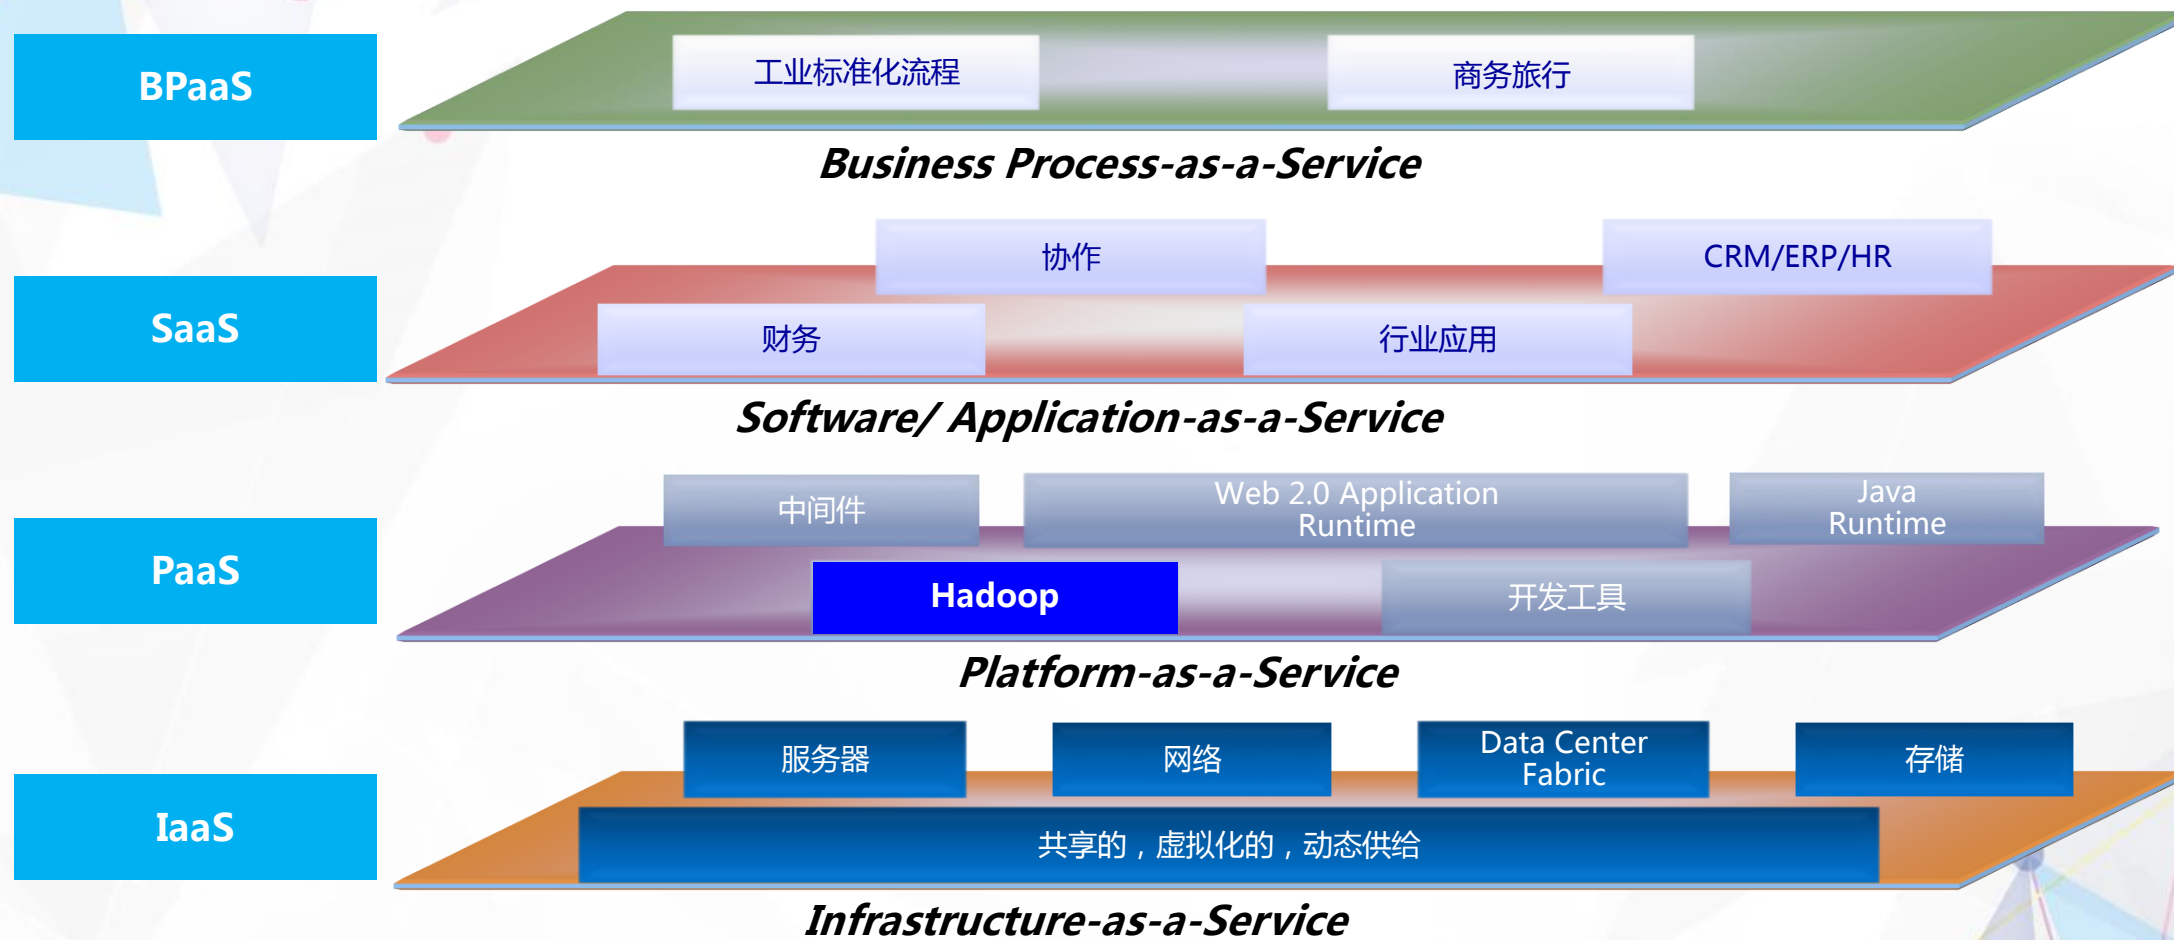 BPaaS
工业标准化流程
商务旅行
Business Process-as-a-Service
协作
CRM/ERP/HR
SaaS
财务
行业应用
Software/ Application-as-a-Service
中间件
Web 2.0 Application
Runtime
Java
Runtime
PaaS
Hadoop
开发工具
Platform-as-a-Service
服务器
网络
Data Center
Fabric
存储
IaaS
共享的，虚拟化的，动态供给
Infrastructure-as-a-Service